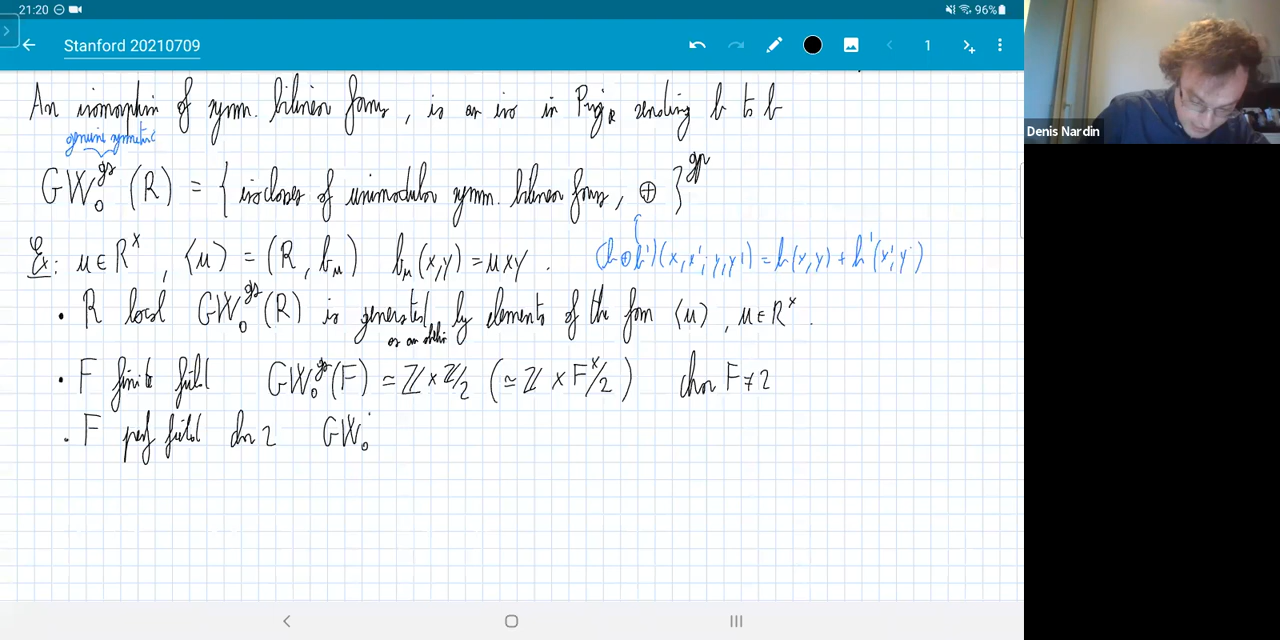 21:20
96%
Stanford 20210709
1
An isomorphism of symm. bilinear forms, is an iso in Proj_R sending b to b
genuine symmetric
GW_0^{gs}(R) = { isoclasses of unimodular symm. bilinear forms, ⊕ }^{gp}
Ex: u ∈ R^×, ⟨u⟩ = (R, b_u) b_u(x,y) = uxy. (b⊕b')(x,x'; y,y') = b(x,y) + b'(x',y')
• R local GW_0^{gs}(R) is generated by elements of the form ⟨u⟩, u ∈ R^×.
as an
• F finite field GW_0^{gs}(F) ≃ ℤ × ℤ/2 (≃ ℤ × F^×/2) char F ≠ 2
• F perf field char 2 GW_0
Denis Nardin